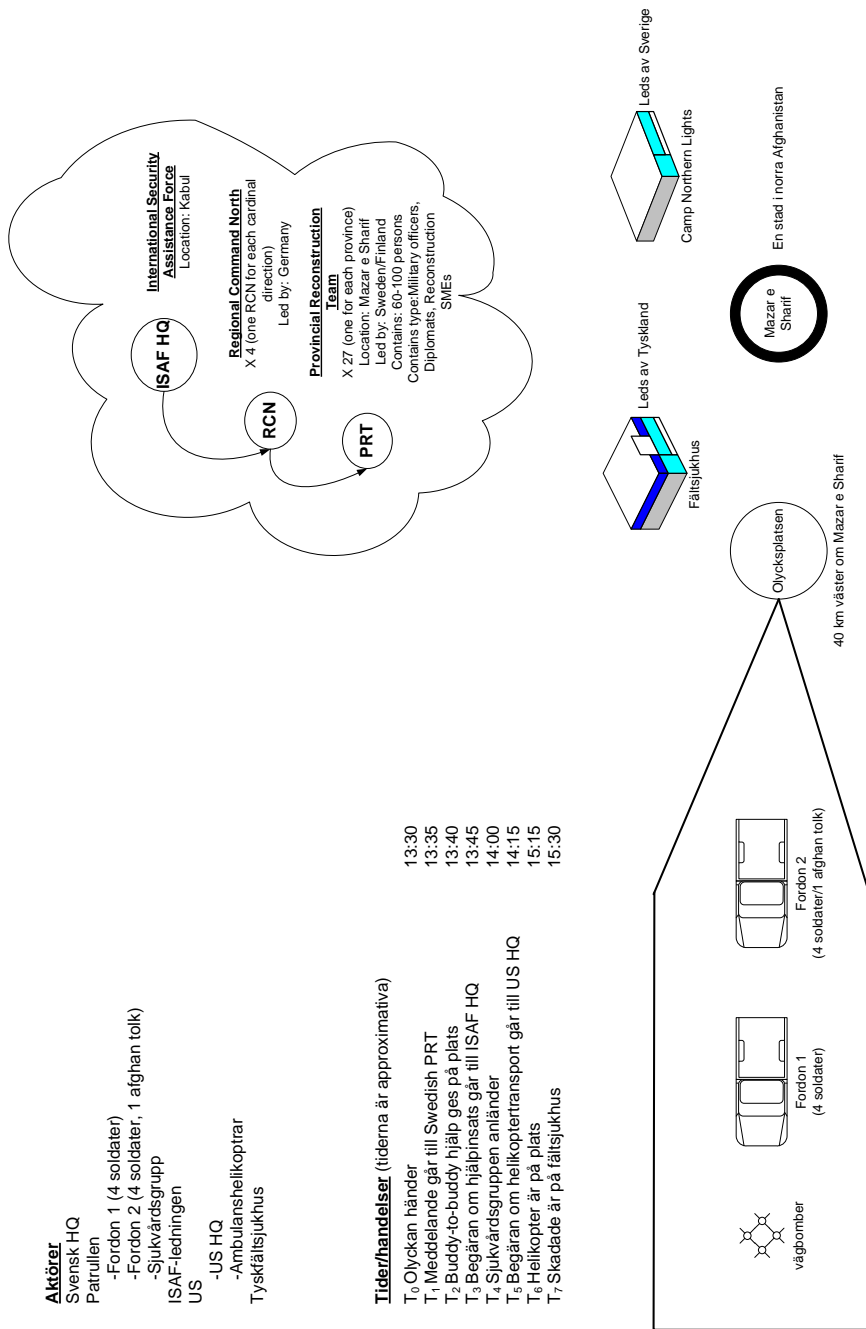 Aktörer
Svensk HQ
Patrullen
-Fordon 1 (4 soldater)
-Fordon 2 (4 soldater, 1 afghan tolk)
-Sjukvårdsgrupp
ISAF-ledningen
US
-US HQ
-Ambulanshelikoptrar
Tyskfältsjukhus
Tider/handelser (tiderna är approximativa)
T0 Olyckan händer 13:30
T1 Meddelande går till Swedish PRT 13:35
T2 Buddy-to-buddy hjälp ges på plats 13:40
T3 Begäran om hjälpinsats går till ISAF HQ 13:45
T4 Sjukvårdsgruppen anländer 14:00
T5 Begäran om helikoptertransport går till US HQ 14:15
T6 Helikopter är på plats 15:15
T7 Skadade är på fältsjukhus 15:30
ISAF HQ
International Security
Assistance Force
Location: Kabul
RCN
Regional Command North
X 4 (one RCN for each cardinal
direction)
Led by: Germany
PRT
Provincial Reconstruction
Team
X 27 (one for each province)
Location: Mazar e Sharif
Led by: Sweden/Finland
Contains: 60-100 persons
Contains type:Military officers,
Diplomats, Reconstruction
SMEs
Leds av Tyskland
Fältsjukhus
Leds av Sverige
Camp Northern Lights
vägbomber
Fordon 1
(4 soldater)
Fordon 2
(4 soldater/1 afghan tolk)
Olycksplatsen
40 km väster om Mazar e Sharif
Mazar e
Sharif
En stad i norra Afghanistan